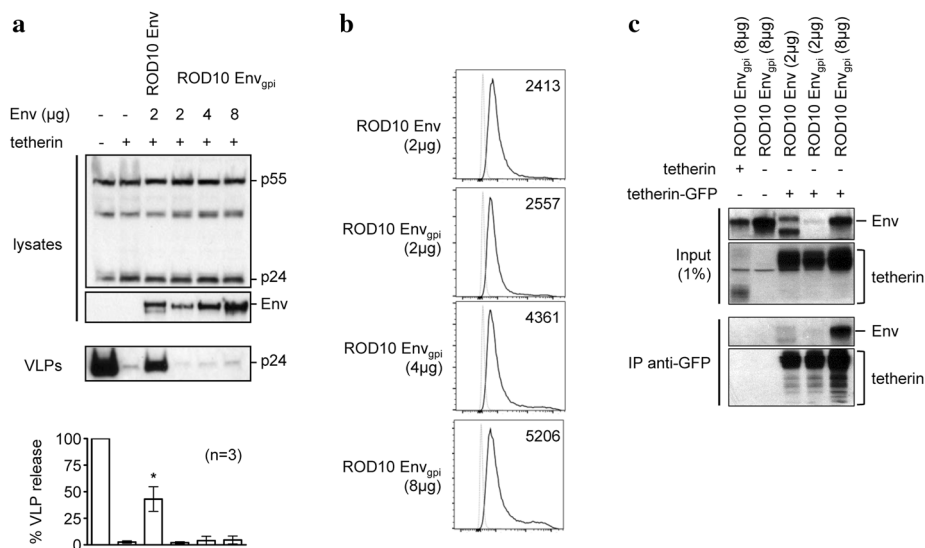 a
ROD10 Env
ROD10 Envgpi
Env (µg) - - 2 2 4 8
tetherin - + + + + +
lysates
p55
p24
Env
VLPs
p24
% VLP release
100
75
50
25
0
*
(n=3)
b
ROD10 Env
(2µg)
2413
ROD10 Envgpi
(2µg)
2557
ROD10 Envgpi
(4µg)
4361
ROD10 Envgpi
(8µg)
5206
c
ROD10 Envgpi (8µg)
ROD10 Envgpi (8µg)
ROD10 Env (2µg)
ROD10 Envgpi (2µg)
ROD10 Envgpi (8µg)
tetherin + - - - -
tetherin-GFP - - + + +
Input
(1%)
Env
tetherin
IP anti-GFP
Env
tetherin